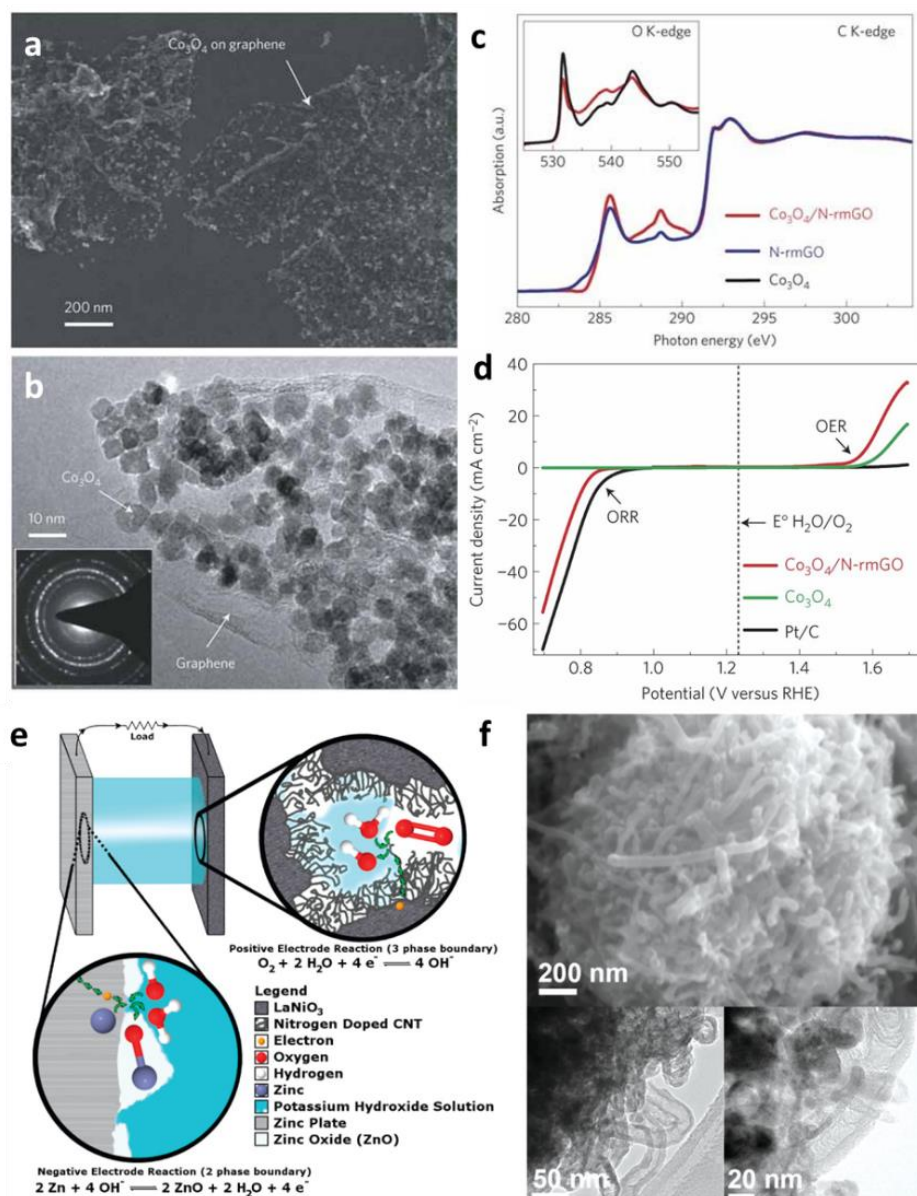 a
Co₃O₄ on graphene
200 nm
b
Co₃O₄
10 nm
Graphene
c
O K-edge
C K-edge
530 540 550
Absorption (a.u.)
Co₃O₄/N-rmGO
N-rmGO
Co₃O₄
280 285 290 295 300
Photon energy (eV)
d
40
20
0
−20
−40
−60
Current density (mA cm⁻²)
OER
ORR
E° H₂O/O₂
Co₃O₄/N-rmGO
Co₃O₄
Pt/C
0.8 1.0 1.2 1.4 1.6
Potential (V versus RHE)
e
Load
Positive Electrode Reaction (3 phase boundary)
O₂ + 2 H₂O + 4 e⁻ ⇌ 4 OH⁻
Legend
LaNiO₃
Nitrogen Doped CNT
Electron
Oxygen
Hydrogen
Zinc
Potassium Hydroxide Solution
Zinc Plate
Zinc Oxide (ZnO)
Negative Electrode Reaction (2 phase boundary)
2 Zn + 4 OH⁻ ⇌ 2 ZnO + 2 H₂O + 4 e⁻
f
200 nm
50 nm
20 nm